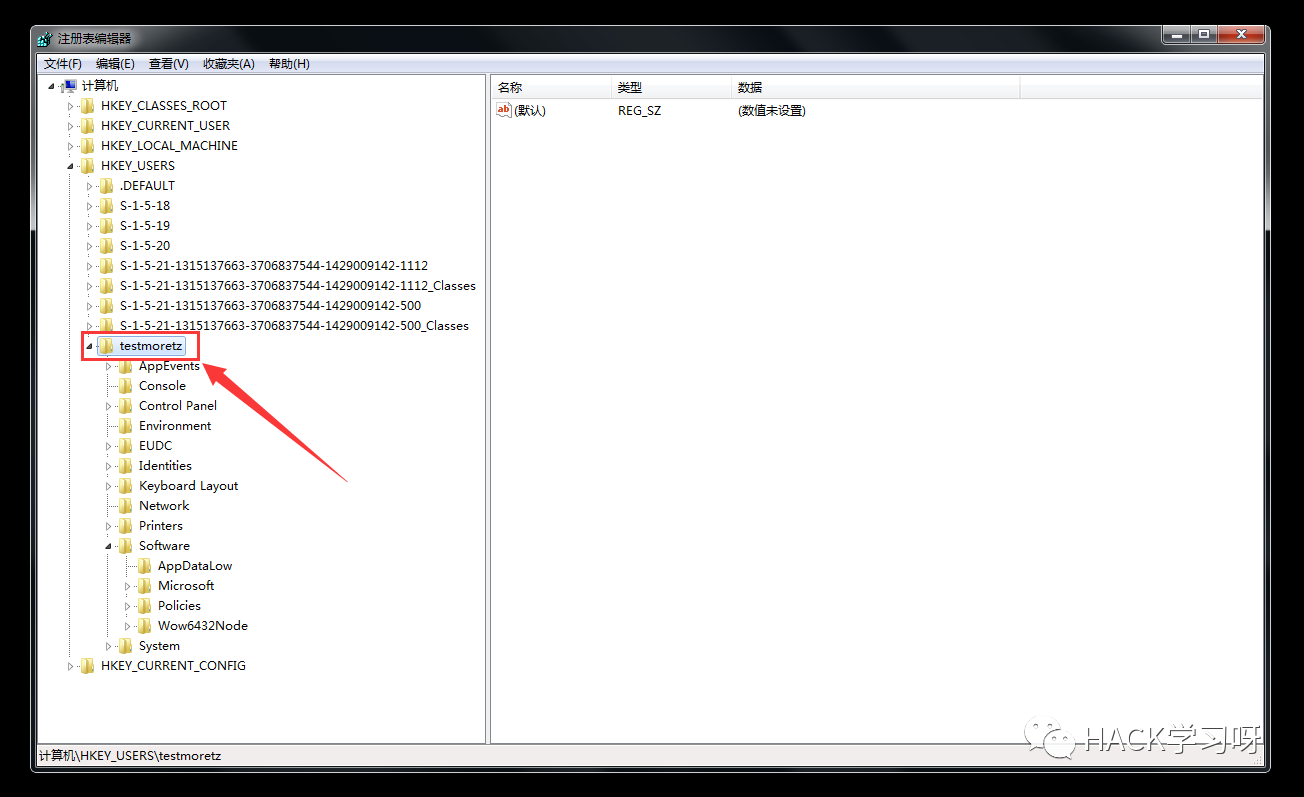 注册表编辑器
文件(F) 编辑(E) 查看(V) 收藏夹(A) 帮助(H)
计算机
HKEY_CLASSES_ROOT
HKEY_CURRENT_USER
HKEY_LOCAL_MACHINE
HKEY_USERS
.DEFAULT
S-1-5-18
S-1-5-19
S-1-5-20
S-1-5-21-1315137663-3706837544-1429009142-1112
S-1-5-21-1315137663-3706837544-1429009142-1112_Classes
S-1-5-21-1315137663-3706837544-1429009142-500
S-1-5-21-1315137663-3706837544-1429009142-500_Classes
testmoretz
AppEvents
Console
Control Panel
Environment
EUDC
Identities
Keyboard Layout
Network
Printers
Software
AppDataLow
Microsoft
Policies
Wow6432Node
System
HKEY_CURRENT_CONFIG
名称 类型 数据
ab (默认) REG_SZ (数值未设置)
HACK学习呀
计算机\HKEY_USERS\testmoretz